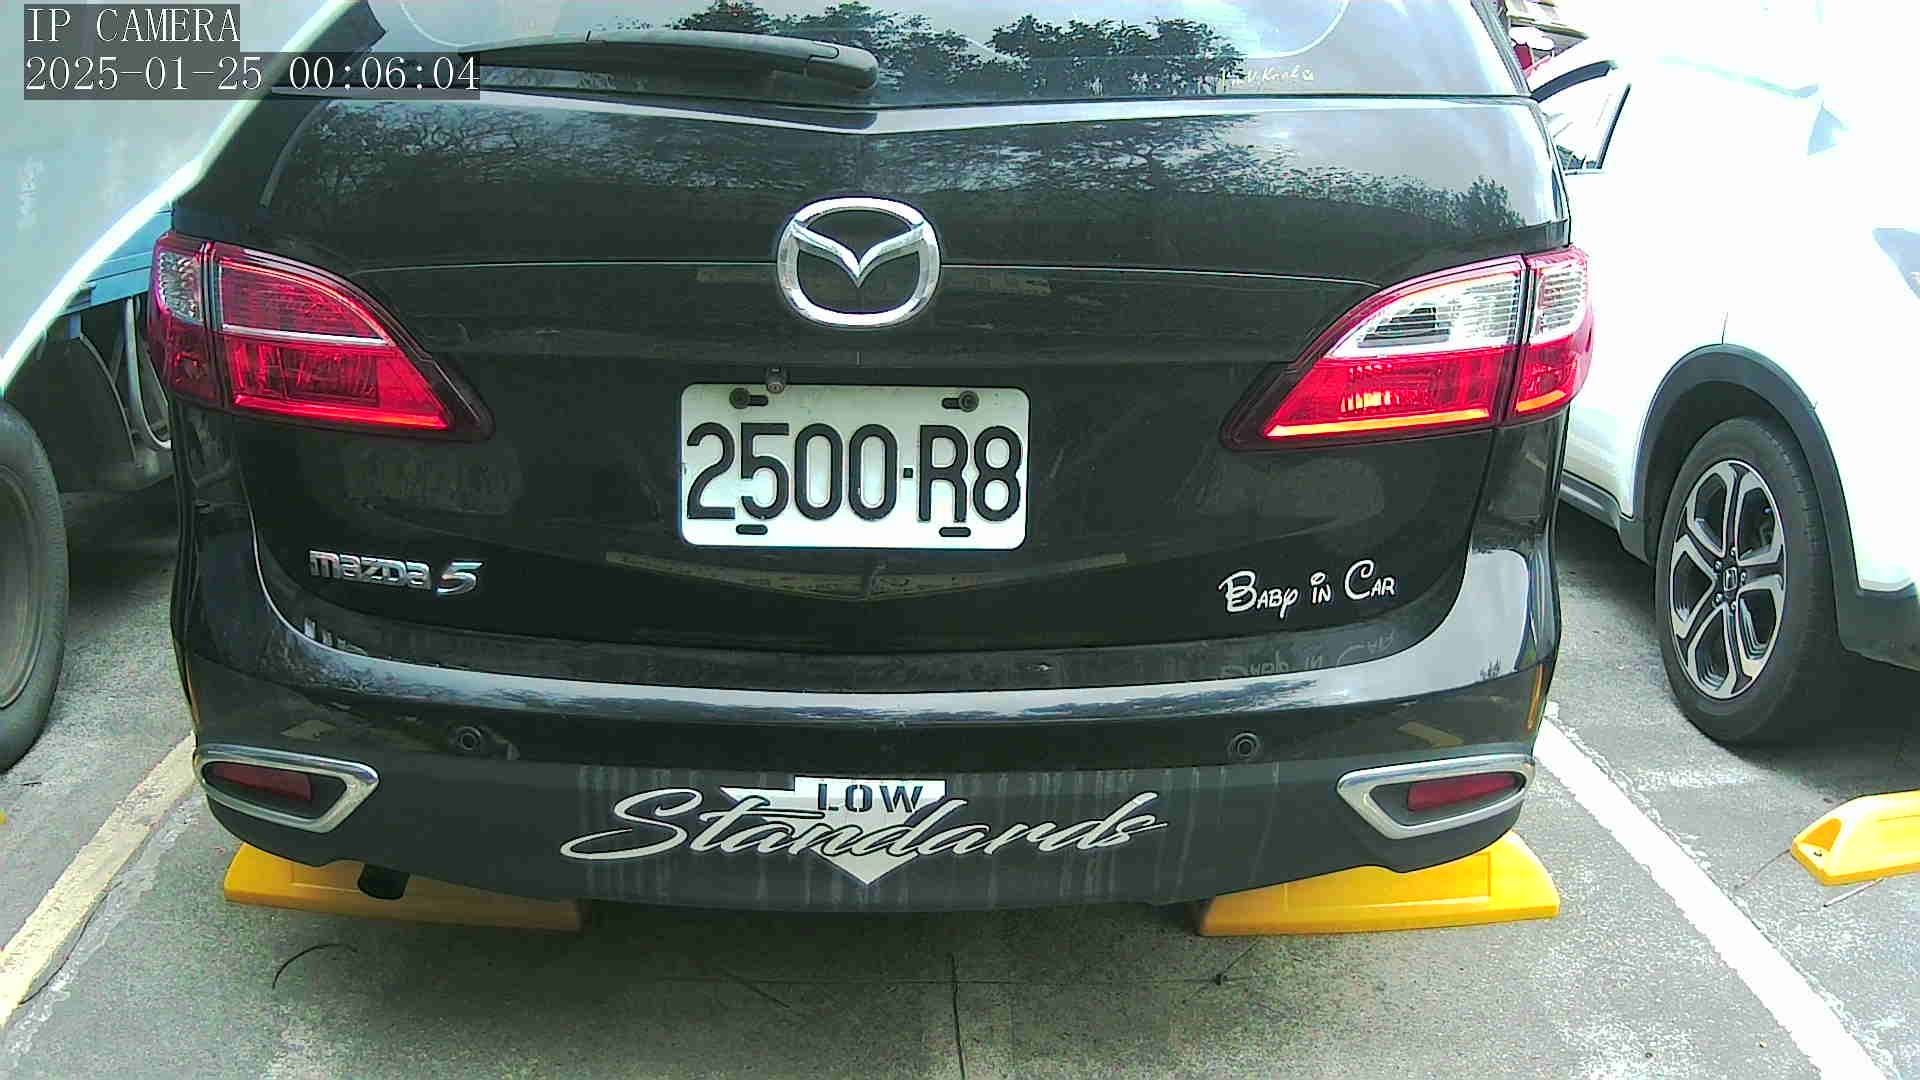 IP CAMERA
2025-01-25 00:06:04
2500-R8
mazda 5
Baby in Car
LOW
Standards